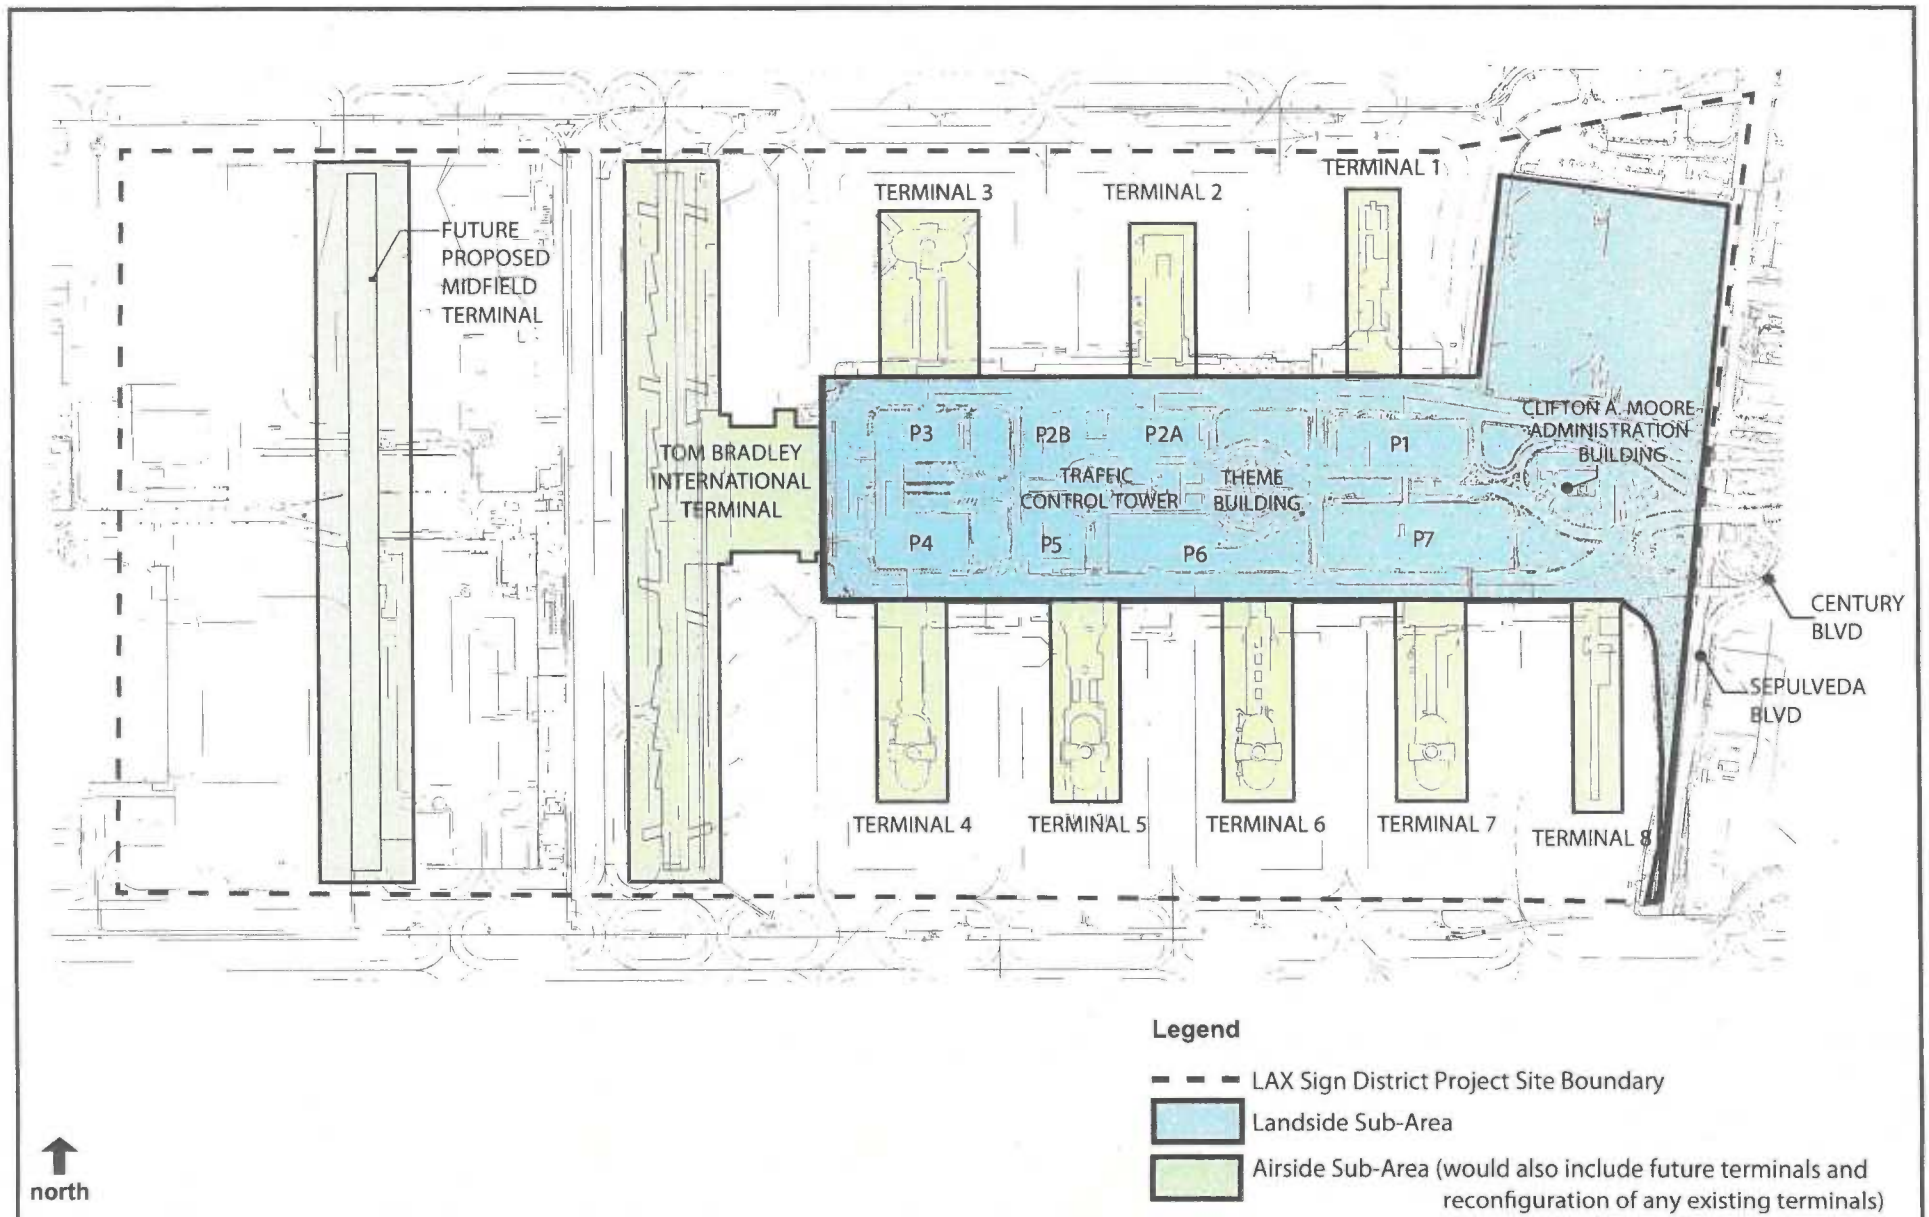 TERMINAL 1
TERMINAL 3
TERMINAL 2
FUTURE
PROPOSED
MIDFIELD
TERMINAL
CLIFTON A. MOORE
ADMINISTRATION
BUILDING
P3
P2B
P2A
P1
TOM BRADLEY
INTERNATIONAL
TERMINAL
TRAFFIC
CONTROL TOWER
THEME
BUILDING
P4
P5
P6
P7
CENTURY
BLVD
SEPULVEDA
BLVD
TERMINAL 4
TERMINAL 5
TERMINAL 6
TERMINAL 7
TERMINAL 8
Legend
LAX Sign District Project Site Boundary
Landside Sub-Area
Airside Sub-Area (would also include future terminals and
reconfiguration of any existing terminals)
north